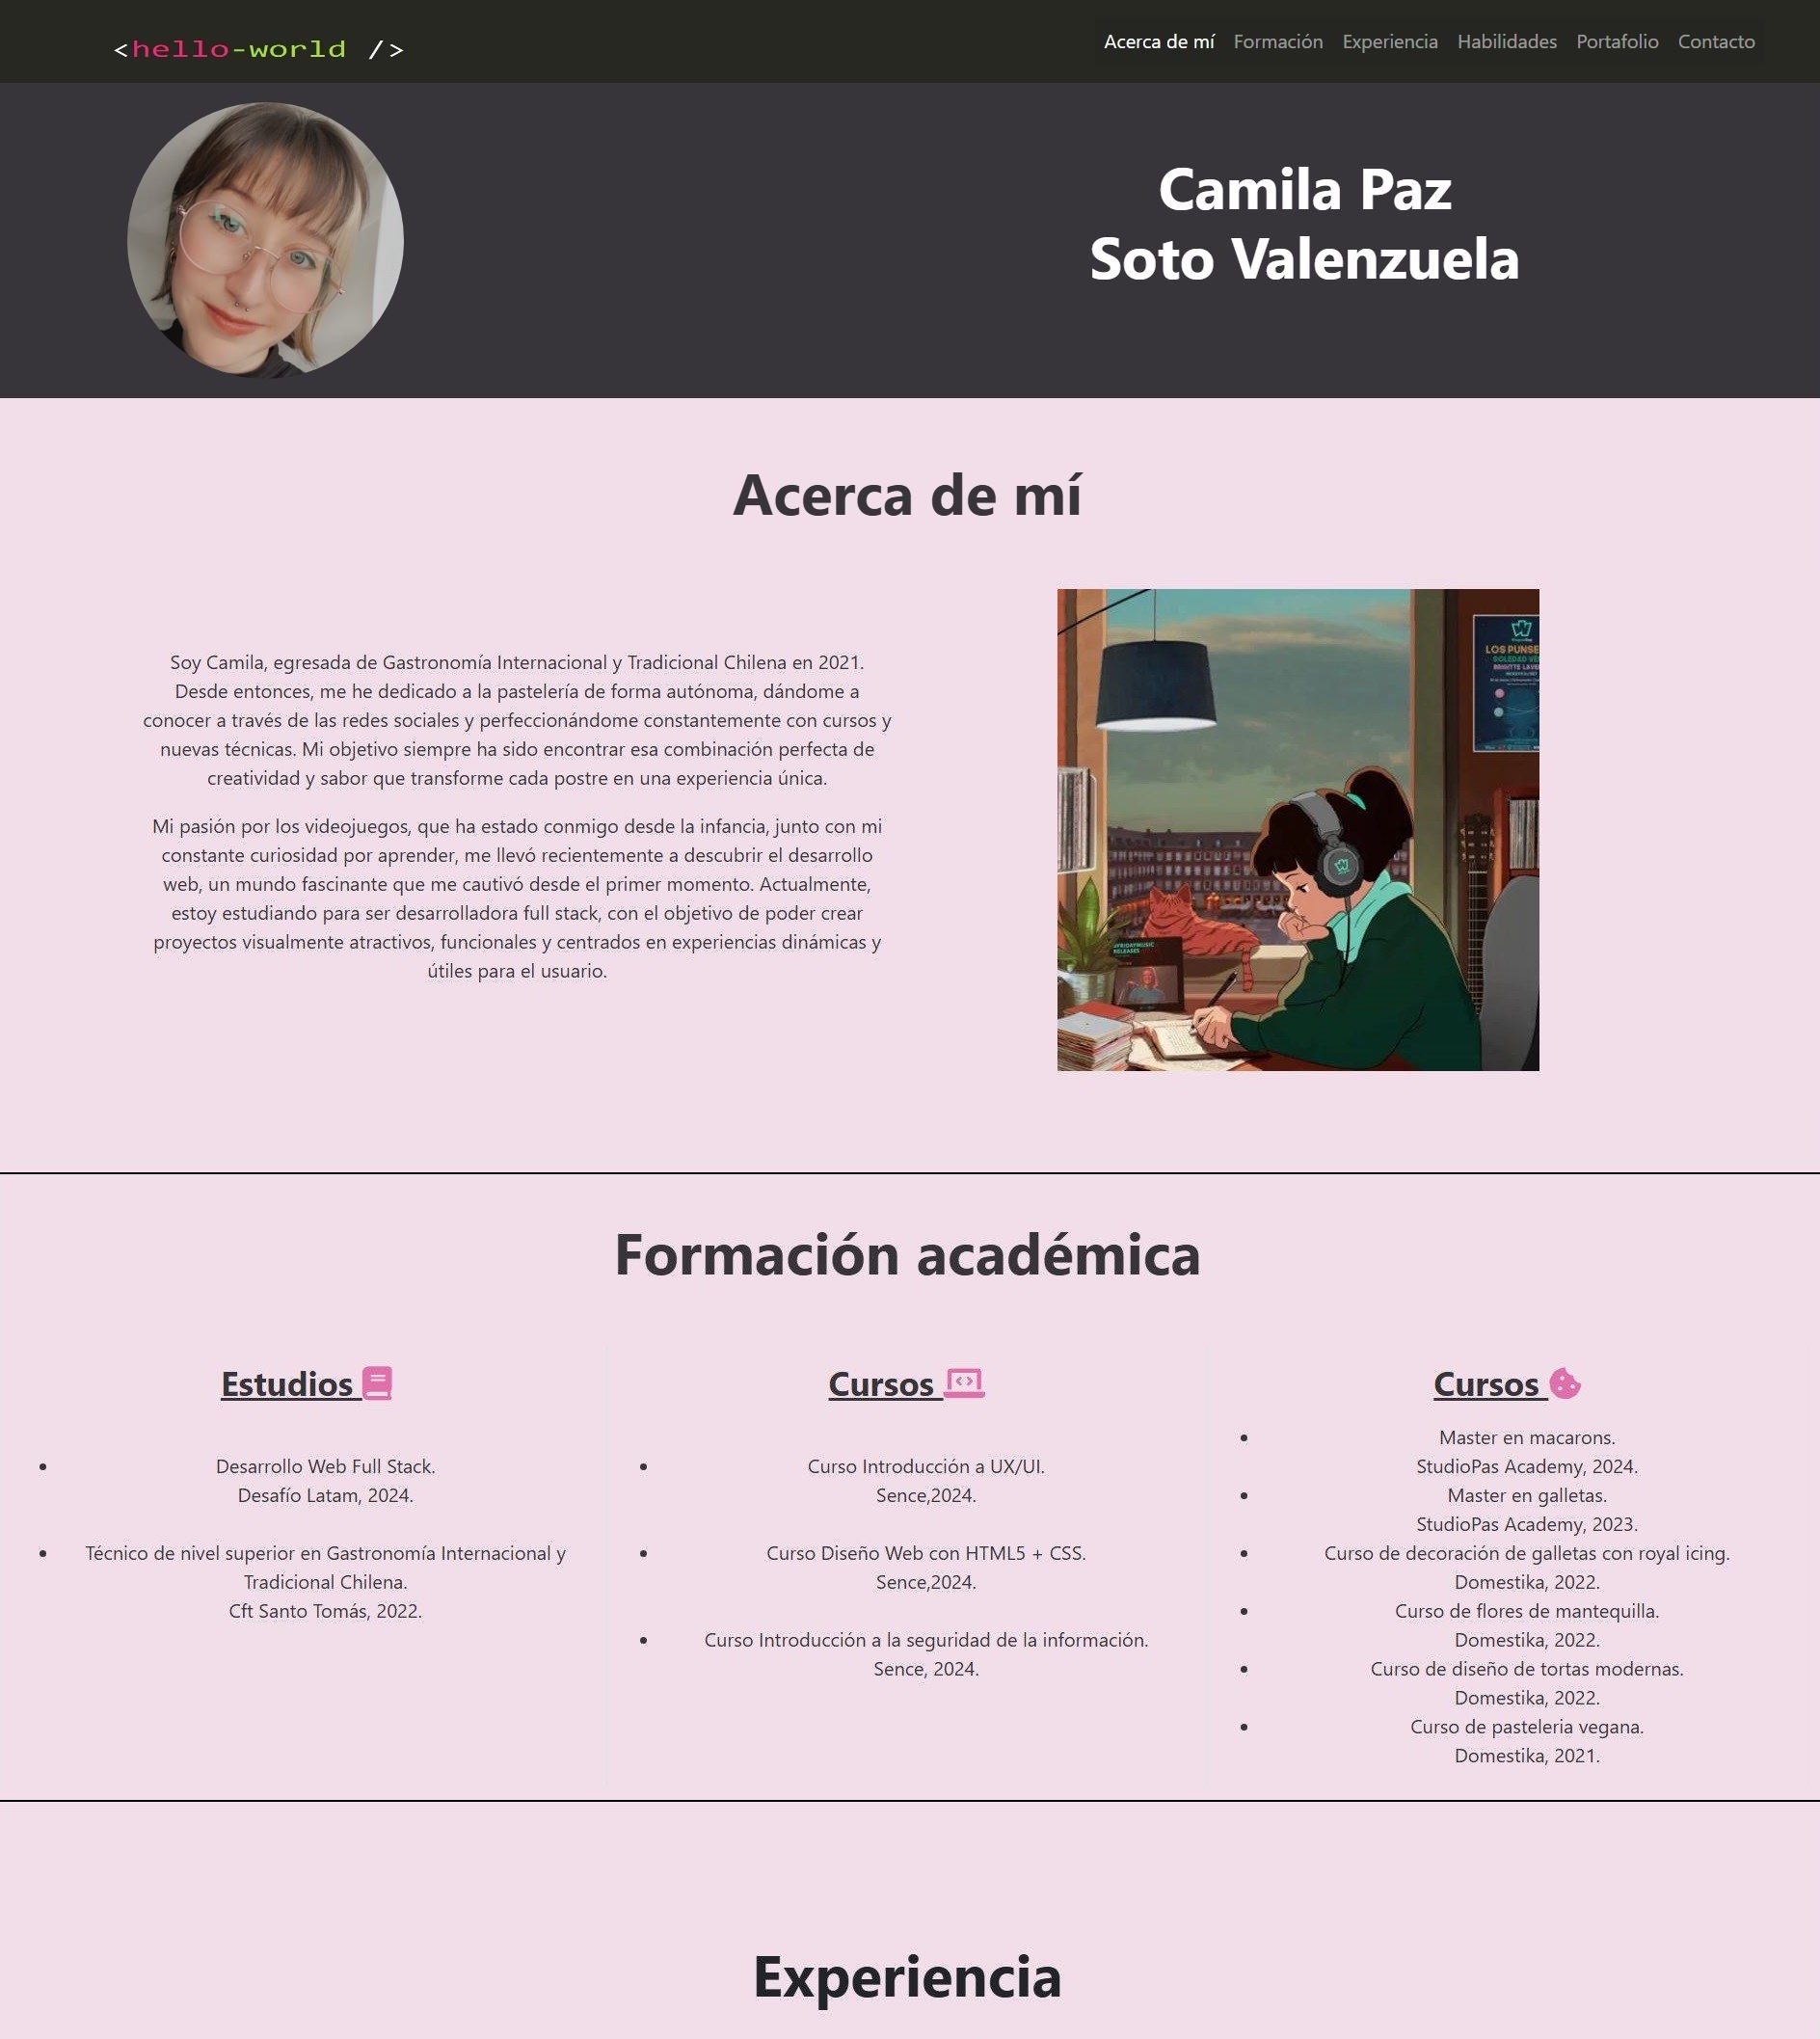 <hello-world />
Acerca de mí Formación Experiencia Habilidades Portafolio Contacto
Camila Paz
Soto Valenzuela
Acerca de mí
Soy Camila, egresada de Gastronomía Internacional y Tradicional Chilena en 2021.
Desde entonces, me he dedicado a la pastelería de forma autónoma, dándome a
conocer a través de las redes sociales y perfeccionándome constantemente con cursos y
nuevas técnicas. Mi objetivo siempre ha sido encontrar esa combinación perfecta de
creatividad y sabor que transforme cada postre en una experiencia única.
Mi pasión por los videojuegos, que ha estado conmigo desde la infancia, junto con mi
constante curiosidad por aprender, me llevó recientemente a descubrir el desarrollo
web, un mundo fascinante que me cautivó desde el primer momento. Actualmente,
estoy estudiando para ser desarrolladora full stack, con el objetivo de poder crear
proyectos visualmente atractivos, funcionales y centrados en experiencias dinámicas y
útiles para el usuario.
LOS PUNSE
SOLEDAD VE
BRIGITTE LAVE
#FRIDAYMUSIC
RELEASES
Formación académica
Estudios
Desarrollo Web Full Stack.
Desafío Latam, 2024.
Técnico de nivel superior en Gastronomía Internacional y
Tradicional Chilena.
Cft Santo Tomás, 2022.
Cursos
Curso Introducción a UX/UI.
Sence,2024.
Curso Diseño Web con HTML5 + CSS.
Sence,2024.
Curso Introducción a la seguridad de la información.
Sence, 2024.
Cursos
Master en macarons.
StudioPas Academy, 2024.
Master en galletas.
StudioPas Academy, 2023.
Curso de decoración de galletas con royal icing.
Domestika, 2022.
Curso de flores de mantequilla.
Domestika, 2022.
Curso de diseño de tortas modernas.
Domestika, 2022.
Curso de pasteleria vegana.
Domestika, 2021.
Experiencia